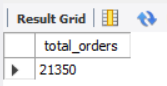 Result Grid
total_orders
21350